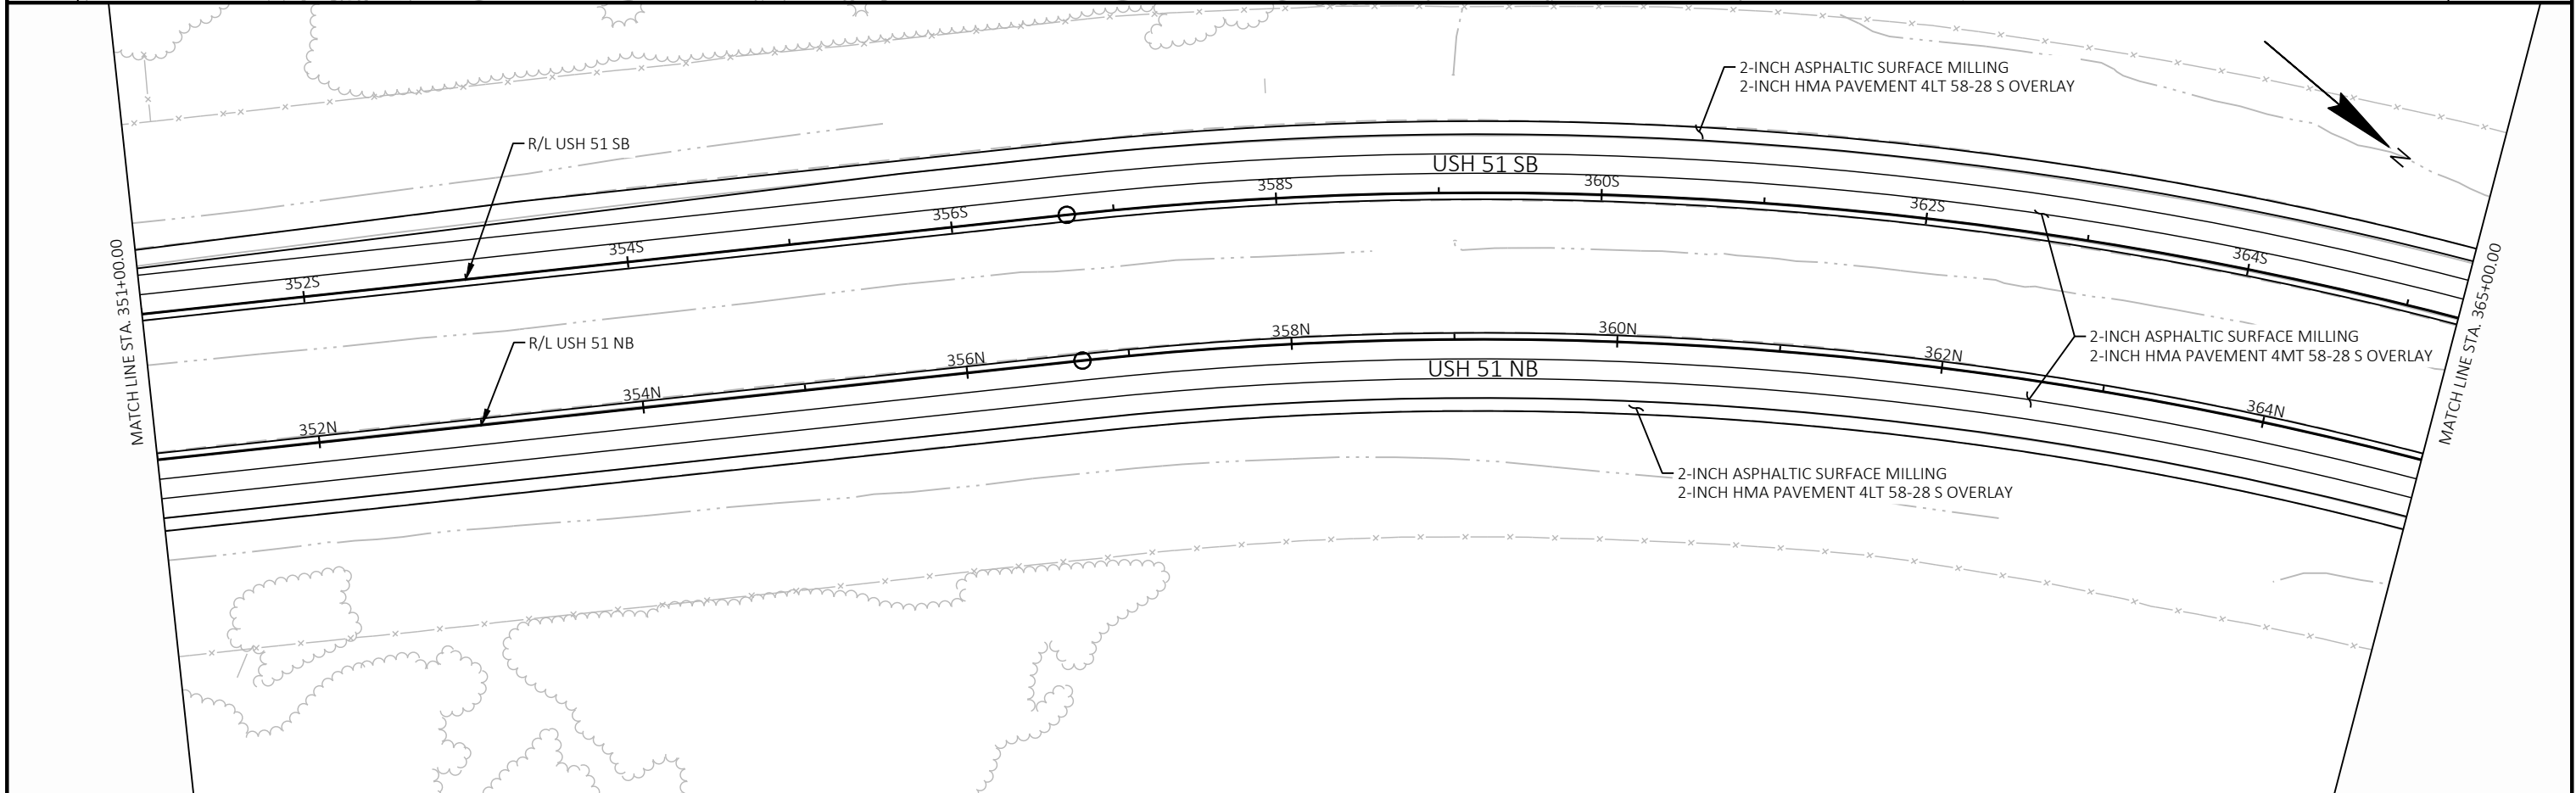 2-INCH ASPHALTIC SURFACE MILLING
2-INCH HMA PAVEMENT 4LT 58-28 S OVERLAY
R/L USH 51 SB
N
USH 51 SB
352S
354S
356S
358S
360S
362S
364S
MATCH LINE STA. 351+00.00
MATCH LINE STA. 365+00.00
R/L USH 51 NB
2-INCH ASPHALTIC SURFACE MILLING
2-INCH HMA PAVEMENT 4MT 58-28 S OVERLAY
352N
354N
356N
358N
360N
362N
364N
USH 51 NB
2-INCH ASPHALTIC SURFACE MILLING
2-INCH HMA PAVEMENT 4LT 58-28 S OVERLAY